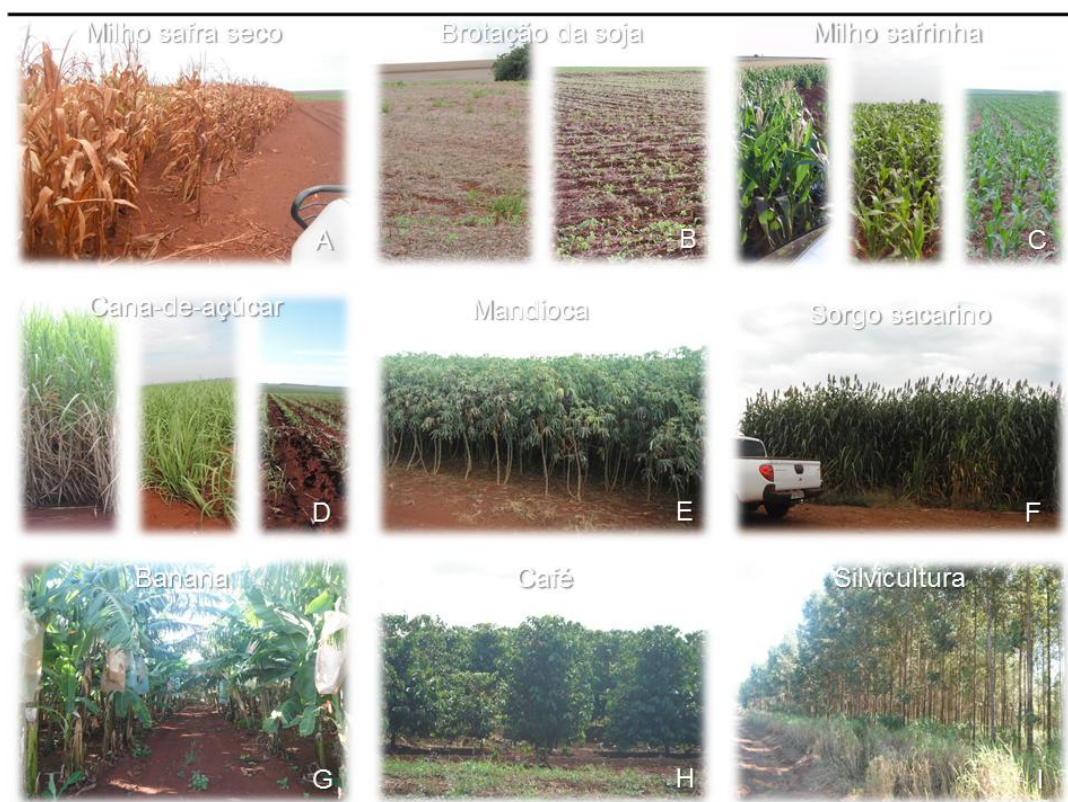 Milho safra seco
Brotação da soja
Milho safrinha
A
B
C
Cana-de-açúcar
Mandioca
Sorgo sacarino
D
E
F
Banana
Café
Silvicultura
G
H
I